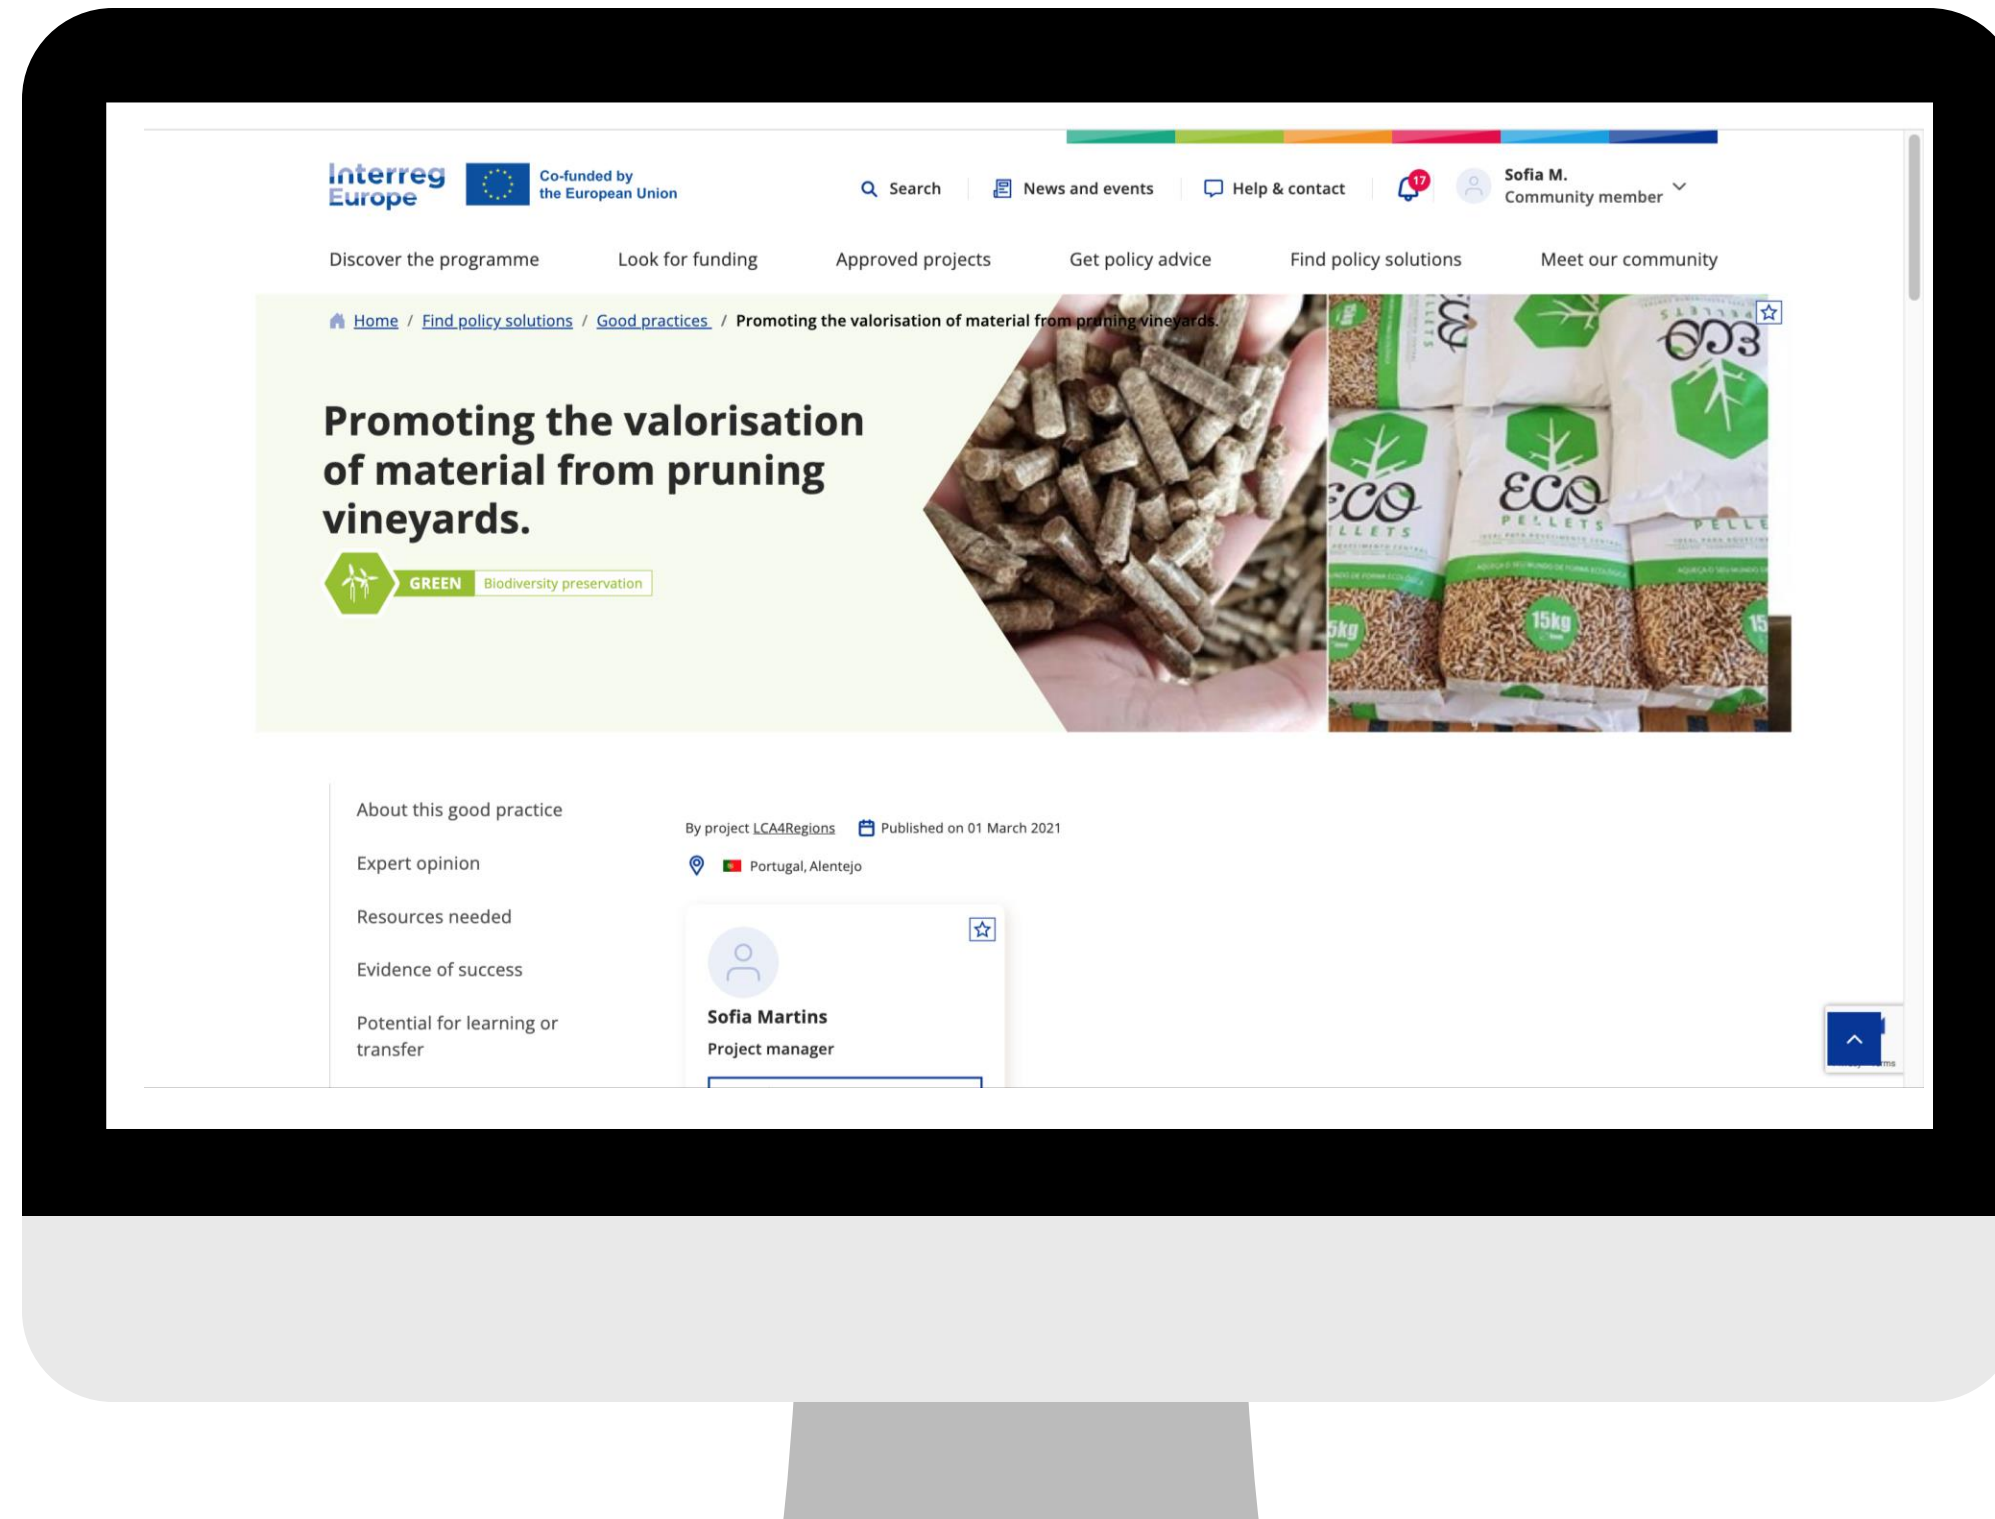 Interreg
Europe
Co-funded by
the European Union
Search
News and events
Help & contact
17
Sofia M.
Community member
Discover the programme
Look for funding
Approved projects
Get policy advice
Find policy solutions
Meet our community
Home / Find policy solutions / Good practices / Promoting the valorisation of material from pruning vineyards.
Promoting the valorisation
of material from pruning
vineyards.
GREEN
Biodiversity preservation
ECO
PELLETS
15kg
ECO
PELLETS
15kg
About this good practice
Expert opinion
Resources needed
Evidence of success
Potential for learning or
transfer
By project LCA4Regions
Published on 01 March 2021
Portugal, Alentejo
Sofia Martins
Project manager